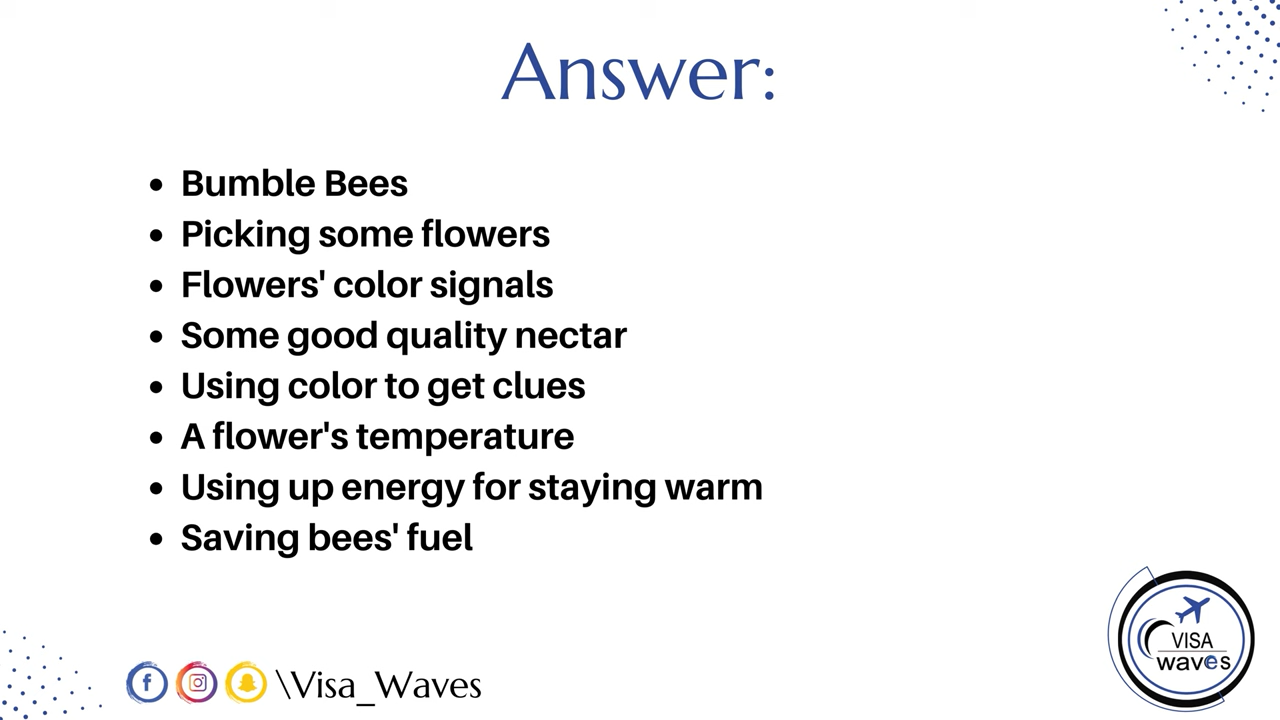 Answer:
• Bumble Bees
• Picking some flowers
• Flowers' color signals
• Some good quality nectar
• Using color to get clues
• A flower's temperature
• Using up energy for staying warm
• Saving bees' fuel
\Visa_Waves
VISA
waves